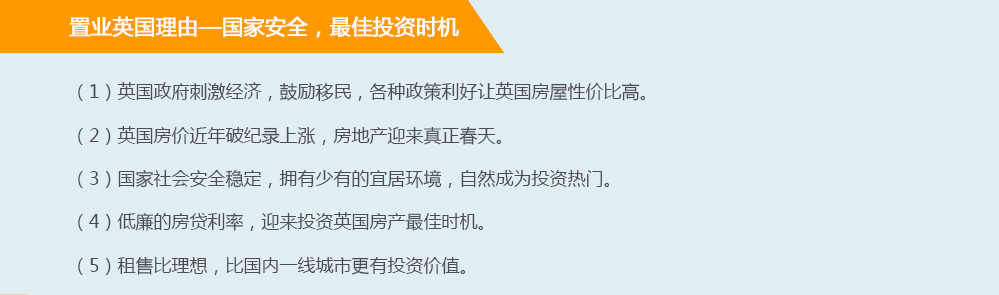 置业英国理由—国家安全，最佳投资时机
（1）英国政府刺激经济，鼓励移民，各种政策利好让英国房屋性价比高。
（2）英国房价近年破纪录上涨，房地产迎来真正春天。
（3）国家社会安全稳定，拥有少有的宜居环境，自然成为投资热门。
（4）低廉的房贷利率，迎来投资英国房产最佳时机。
（5）租售比理想，比国内一线城市更有投资价值。